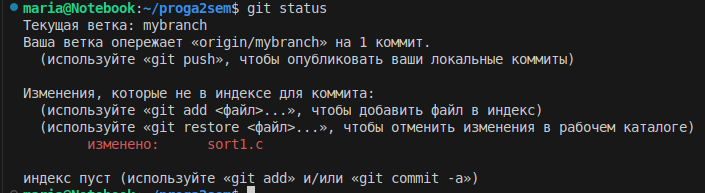 maria@Notebook:~/proga2sem$ git status
Текущая ветка: mybranch
Ваша ветка опережает «origin/mybranch» на 1 коммит.
(используйте «git push», чтобы опубликовать ваши локальные коммиты)
Изменения, которые не в индексе для коммита:
(используйте «git add <файл>...», чтобы добавить файл в индекс)
(используйте «git restore <файл>...», чтобы отменить изменения в рабочем каталоге)
изменено: sort1.c
индекс пуст (используйте «git add» и/или «git commit -a»)
maria@Notebook:~/proga2sem$